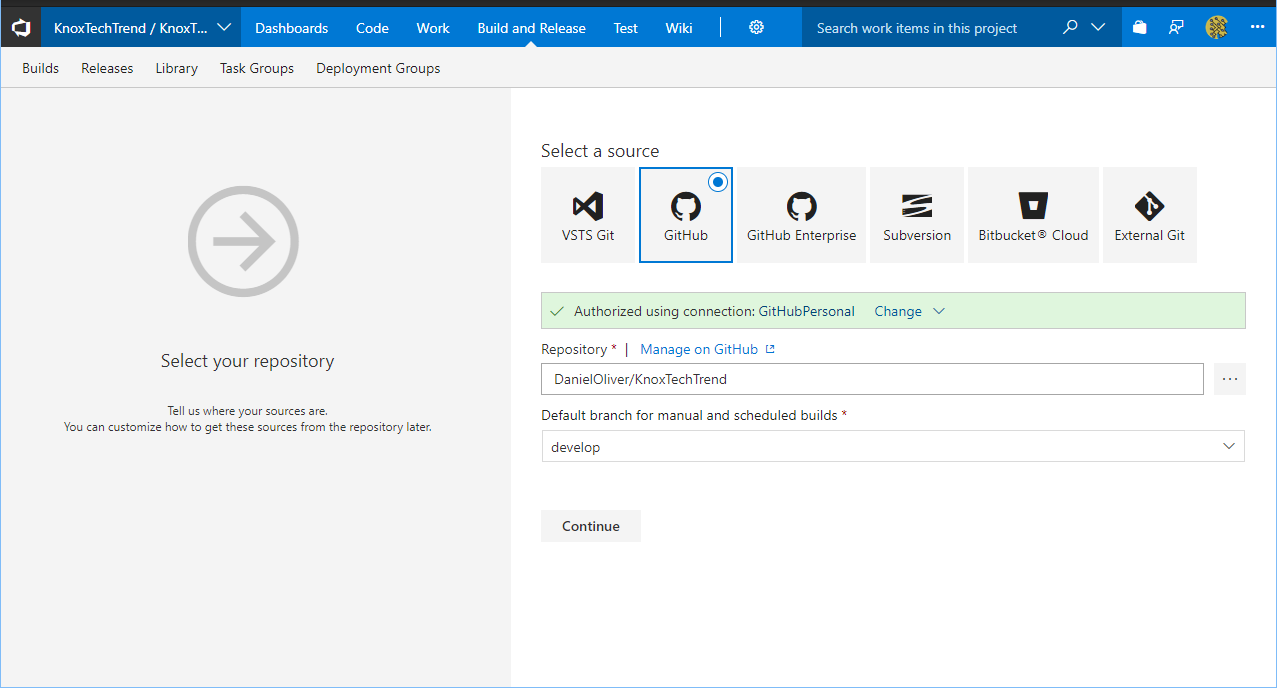 KnoxTechTrend / KnoxT... Dashboards Code Work Build and Release Test Wiki Search work items in this project
Builds Releases Library Task Groups Deployment Groups
Select your repository
Tell us where your sources are.
You can customize how to get these sources from the repository later.
Select a source
VSTS Git GitHub GitHub Enterprise Subversion Bitbucket® Cloud External Git
Authorized using connection: GitHubPersonal Change
Repository * | Manage on GitHub
DanielOliver/KnoxTechTrend
Default branch for manual and scheduled builds *
develop
Continue